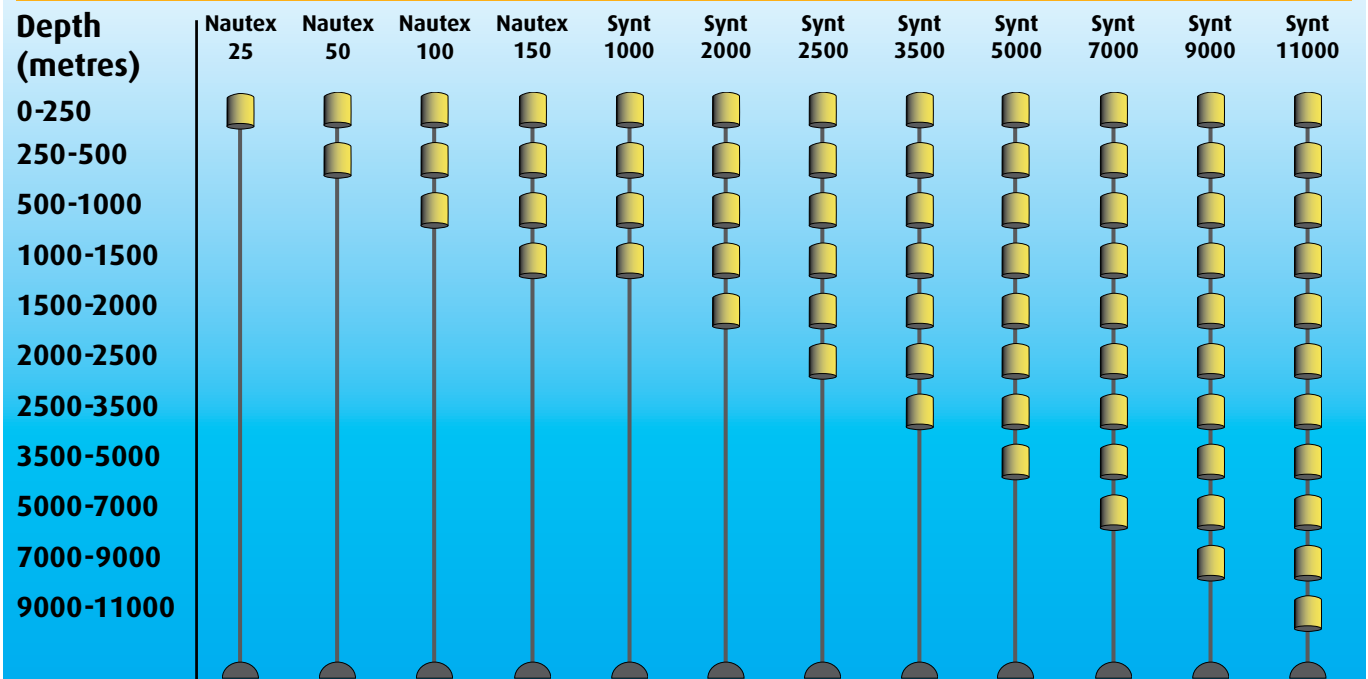 Depth
(metres)
Nautex 25
Nautex 50
Nautex 100
Nautex 150
Synt 1000
Synt 2000
Synt 2500
Synt 3500
Synt 5000
Synt 7000
Synt 9000
Synt 11000
0-250
250-500
500-1000
1000-1500
1500-2000
2000-2500
2500-3500
3500-5000
5000-7000
7000-9000
9000-11000